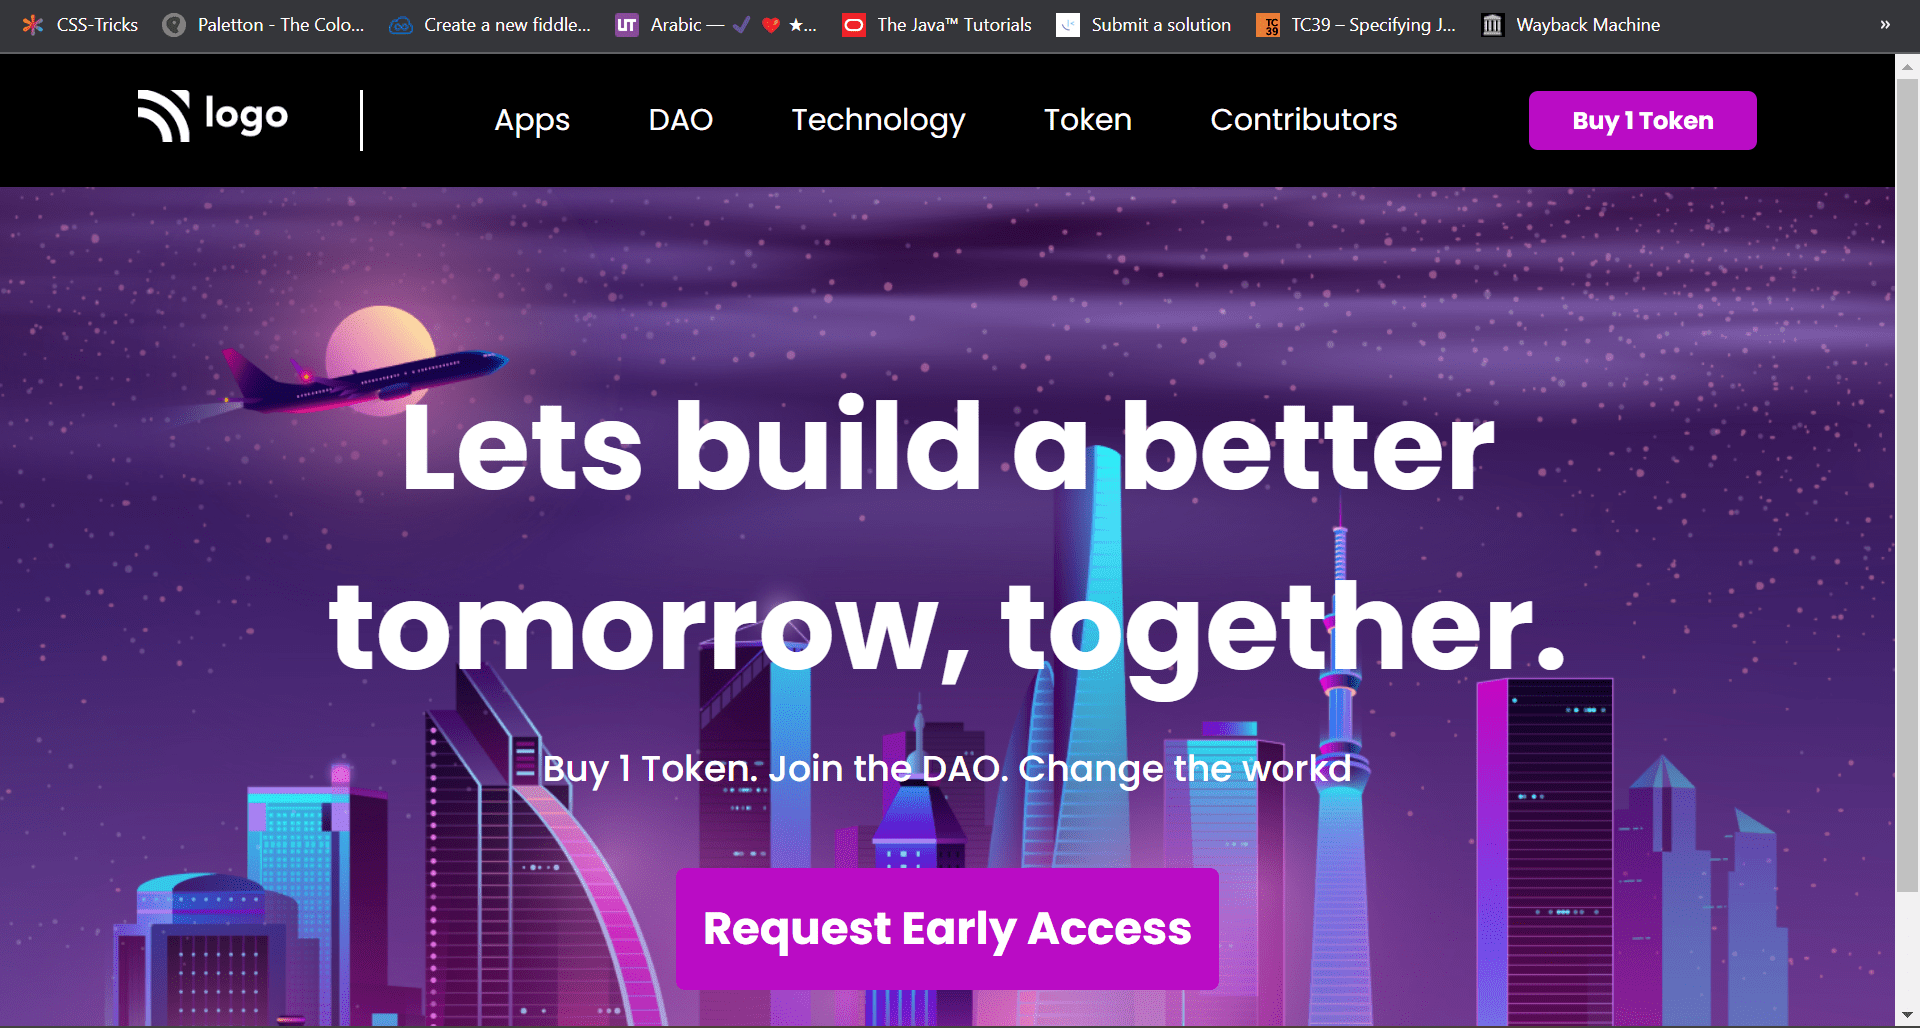 CSS-Tricks Paletton - The Colo... Create a new fiddle... UT Arabic — ✓ ❤ ★... The Java™ Tutorials Submit a solution TC39 TC39 – Specifying J... Wayback Machine »
logo Apps DAO Technology Token Contributors Buy 1 Token
Lets build a better
tomorrow, together.
Buy 1 Token. Join the DAO. Change the workd
Request Early Access